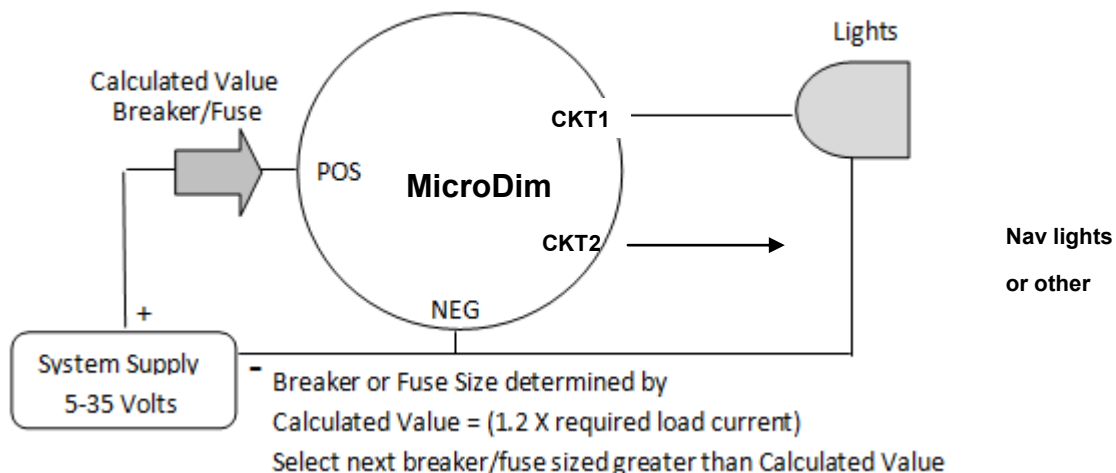 Lights
Calculated Value
Breaker/Fuse
CKT1
POS
MicroDim
CKT2
Nav lights
or other
NEG
+
System Supply
5-35 Volts
-
Breaker or Fuse Size determined by
Calculated Value = (1.2 X required load current)
Select next breaker/fuse sized greater than Calculated Value